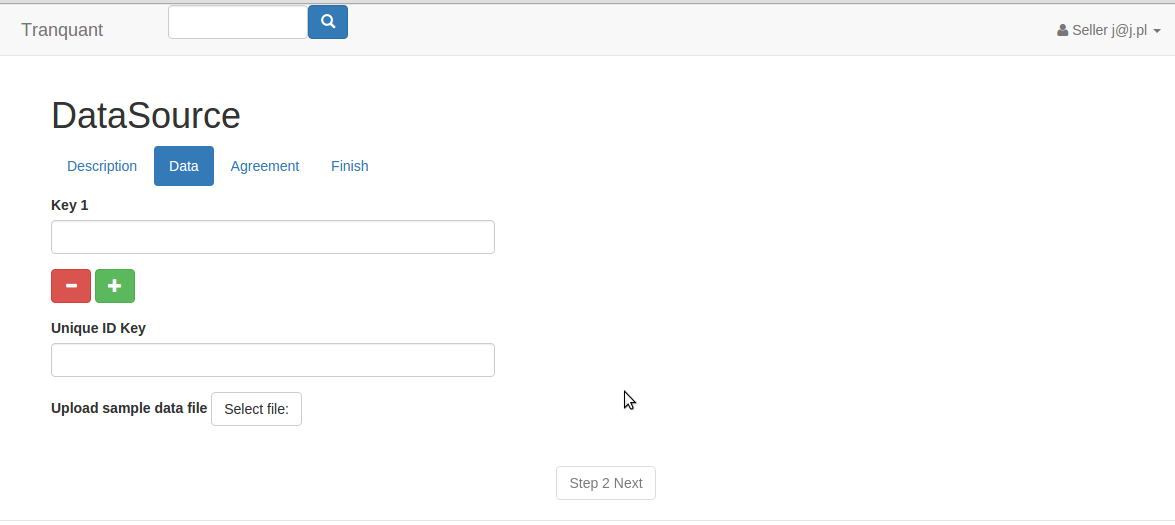 Tranquant
Seller j@j.pl
DataSource
Description Data Agreement Finish
Key 1
Unique ID Key
Upload sample data file Select file:
Step 2 Next